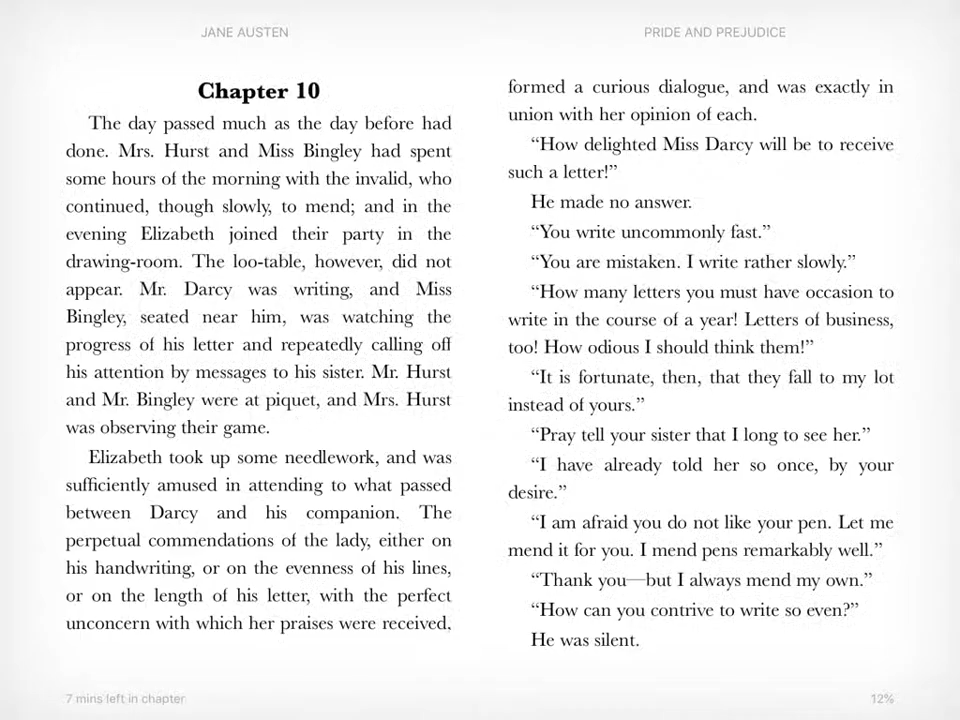 JANE AUSTEN
PRIDE AND PREJUDICE
Chapter 10
The day passed much as the day before had
done. Mrs. Hurst and Miss Bingley had spent
some hours of the morning with the invalid, who
continued, though slowly, to mend; and in the
evening Elizabeth joined their party in the
drawing-room. The loo-table, however, did not
appear. Mr. Darcy was writing, and Miss
Bingley, seated near him, was watching the
progress of his letter and repeatedly calling off
his attention by messages to his sister. Mr. Hurst
and Mr. Bingley were at piquet, and Mrs. Hurst
was observing their game.
Elizabeth took up some needlework, and was
sufficiently amused in attending to what passed
between Darcy and his companion. The
perpetual commendations of the lady, either on
his handwriting, or on the evenness of his lines,
or on the length of his letter, with the perfect
unconcern with which her praises were received,
formed a curious dialogue, and was exactly in
union with her opinion of each.
“How delighted Miss Darcy will be to receive
such a letter!”
He made no answer.
“You write uncommonly fast.”
“You are mistaken. I write rather slowly.”
“How many letters you must have occasion to
write in the course of a year! Letters of business,
too! How odious I should think them!”
“It is fortunate, then, that they fall to my lot
instead of yours.”
“Pray tell your sister that I long to see her.”
“I have already told her so once, by your
desire.”
“I am afraid you do not like your pen. Let me
mend it for you. I mend pens remarkably well.”
“Thank you—but I always mend my own.”
“How can you contrive to write so even?”
He was silent.
7 mins left in chapter
12%